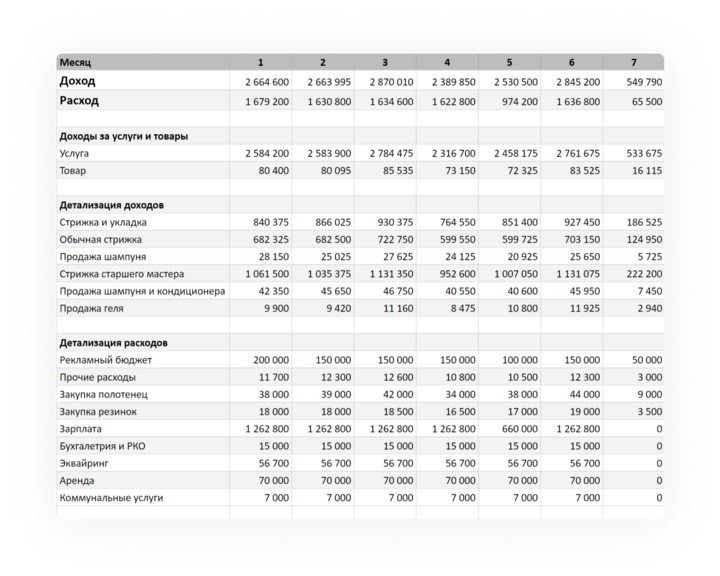 Месяц 1 2 3 4 5 6 7
Доход 2 664 600 2 663 995 2 870 010 2 389 850 2 530 500 2 845 200 549 790
Расход 1 679 200 1 630 800 1 634 600 1 622 800 974 200 1 636 800 65 500
Доходы за услуги и товары
Услуга 2 584 200 2 583 900 2 784 475 2 316 700 2 458 175 2 761 675 533 675
Товар 80 400 80 095 85 535 73 150 72 325 83 525 16 115
Детализация доходов
Стрижка и укладка 840 375 866 025 930 375 764 550 851 400 927 450 186 525
Обычная стрижка 682 325 682 500 722 750 599 550 599 725 703 150 124 950
Продажа шампуня 28 150 25 025 27 625 24 125 20 925 25 650 5 725
Стрижка старшего мастера 1 061 500 1 035 375 1 131 350 952 600 1 007 050 1 131 075 222 200
Продажа шампуня и кондиционера 42 350 45 650 46 750 40 550 40 600 45 950 7 450
Продажа геля 9 900 9 420 11 160 8 475 10 800 11 925 2 940
Детализация расходов
Рекламный бюджет 200 000 150 000 150 000 150 000 100 000 150 000 50 000
Прочие расходы 11 700 12 300 12 600 10 800 10 500 12 300 3 000
Закупка полотенец 38 000 39 000 42 000 34 000 38 000 44 000 9 000
Закупка резинок 18 000 18 000 18 500 16 500 17 000 19 000 3 500
Зарплата 1 262 800 1 262 800 1 262 800 1 262 800 660 000 1 262 800 0
Бухгалетрия и РКО 15 000 15 000 15 000 15 000 15 000 15 000 0
Эквайринг 56 700 56 700 56 700 56 700 56 700 56 700 0
Аренда 70 000 70 000 70 000 70 000 70 000 70 000 0
Коммунальные услуги 7 000 7 000 7 000 7 000 7 000 7 000 0